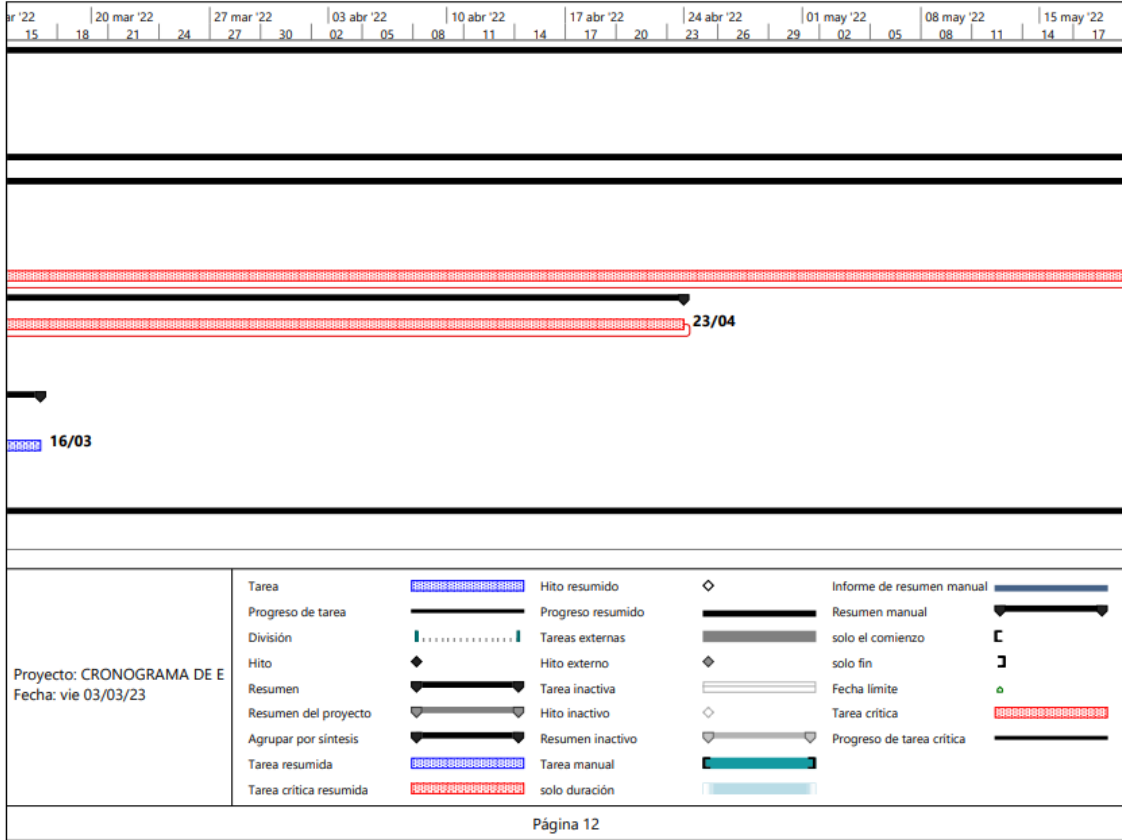 ar '22 20 mar '22 27 mar '22 03 abr '22 10 abr '22 17 abr '22 24 abr '22 01 may '22 08 may '22 15 may '22
15 18 21 24 27 30 02 05 08 11 14 17 20 23 26 29 02 05 08 11 14 17
23/04
16/03
Proyecto: CRONOGRAMA DE E
Fecha: vie 03/03/23
Tarea
Progreso de tarea
División
Hito
Resumen
Resumen del proyecto
Agrupar por síntesis
Tarea resumida
Tarea crítica resumida
Hito resumido
Progreso resumido
Tareas externas
Hito externo
Tarea inactiva
Hito inactivo
Resumen inactivo
Tarea manual
solo duración
Informe de resumen manual
Resumen manual
solo el comienzo
solo fin
Fecha límite
Tarea crítica
Progreso de tarea crítica
Página 12